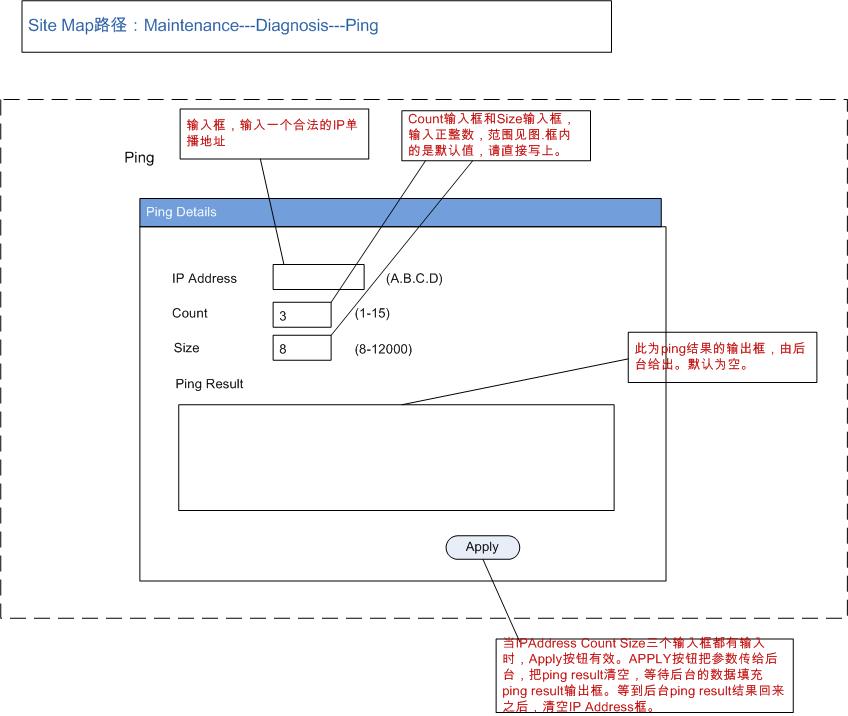 Site Map路径：Maintenance---Diagnosis---Ping
输入框，输入一个合法的IP单
播地址
Count输入框和Size输入框，
输入正整数，范围见图.框内
的是默认值，请直接写上。
Ping
Ping Details
IP Address
(A.B.C.D)
Count
3
(1-15)
Size
8
(8-12000)
此为ping结果的输出框，由后
台给出。默认为空。
Ping Result
Apply
当IPAddress Count Size三个输入框都有输入
时，Apply按钮有效。APPLY按钮把参数传给后
台，把ping result清空，等待后台的数据填充
ping result输出框。等到后台ping result结果回来
之后，清空IP Address框。